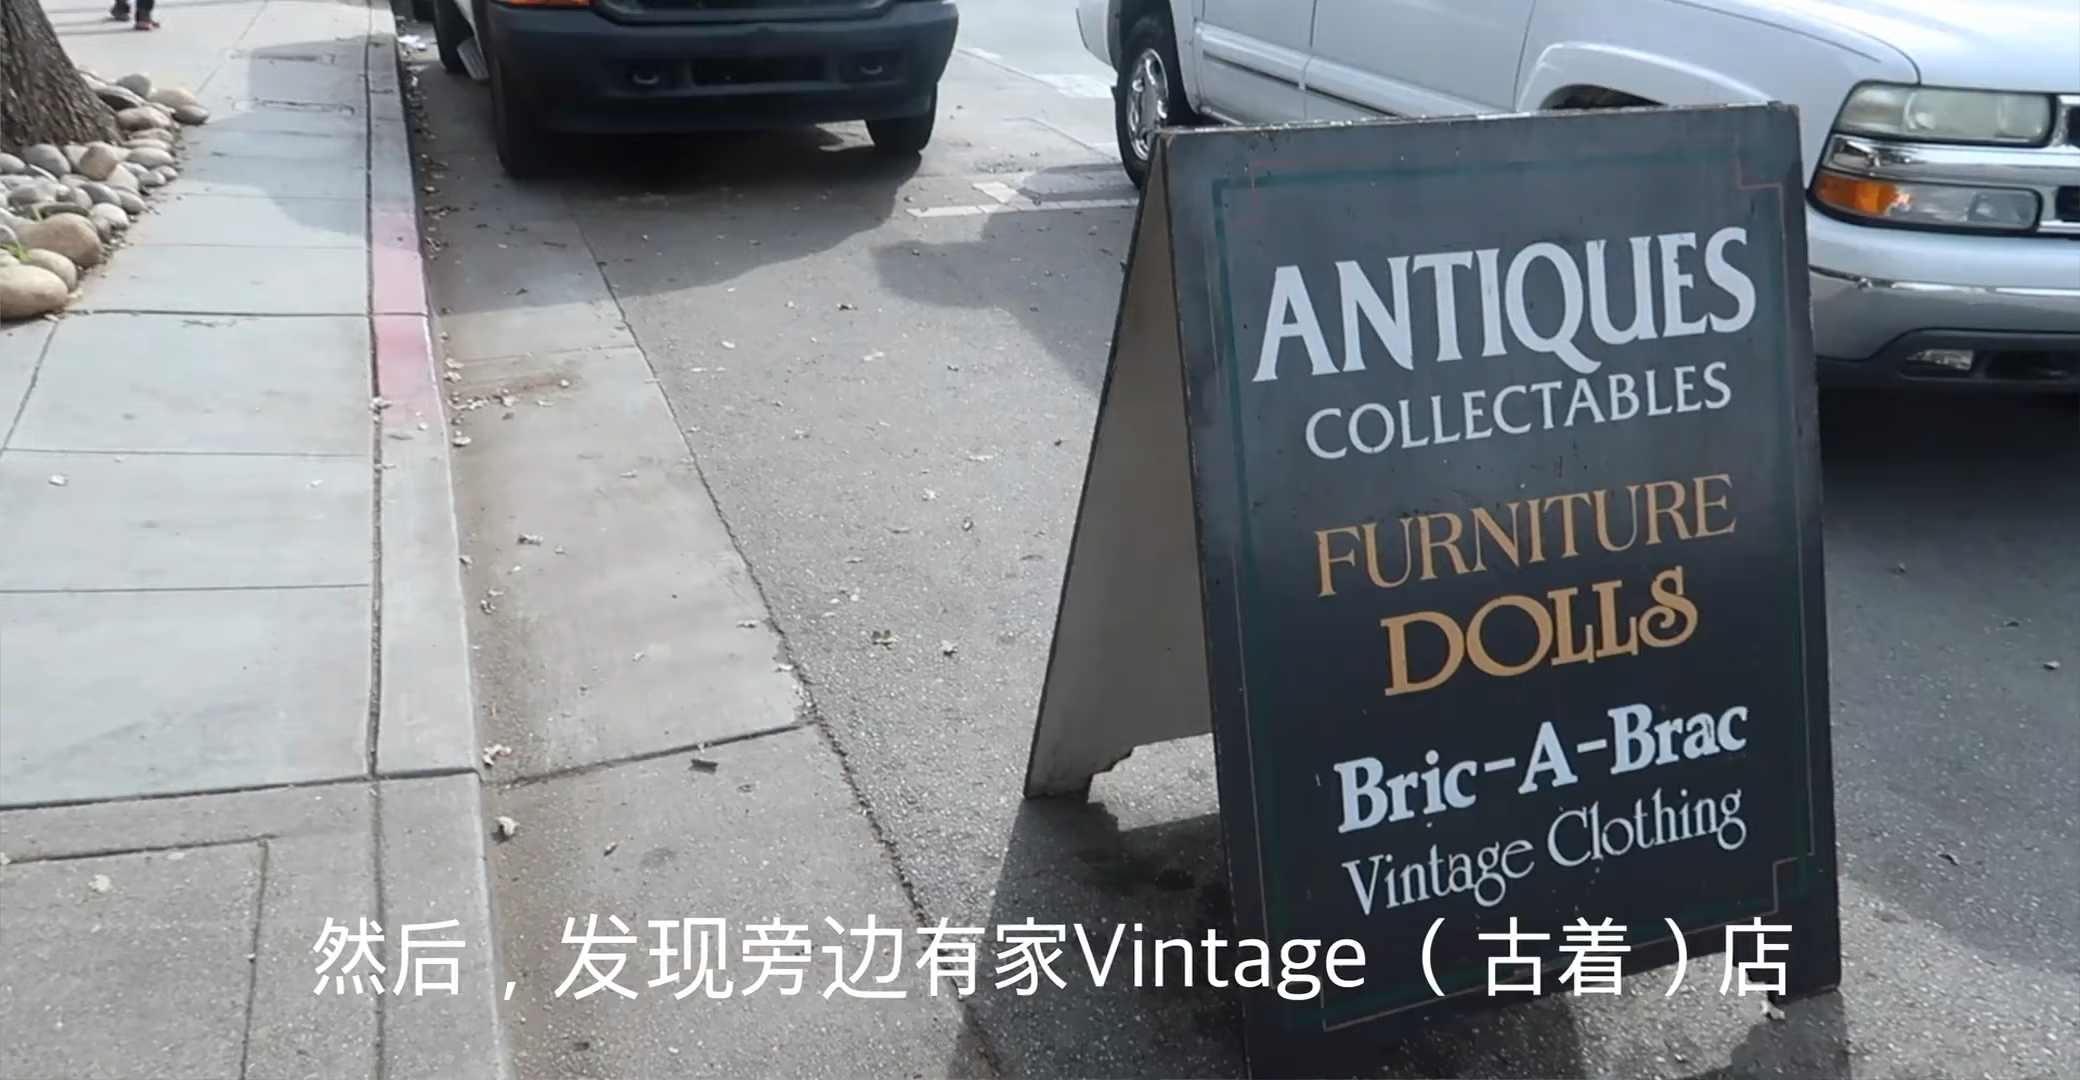 ANTIQUES
COLLECTABLES
FURNITURE
DOLLS
Bric-A-Brac
Vintage Clothing
然后，发现旁边有家Vintage（古着）店